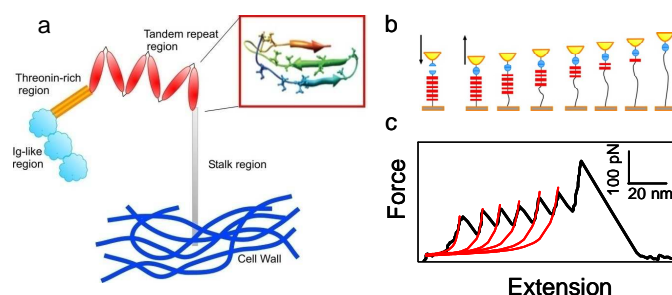 a
Tandem repeat
region
Threonin-rich
region
Ig-like
region
Stalk region
Cell Wall
b
c
Force
100 pN
20 nm
Extension